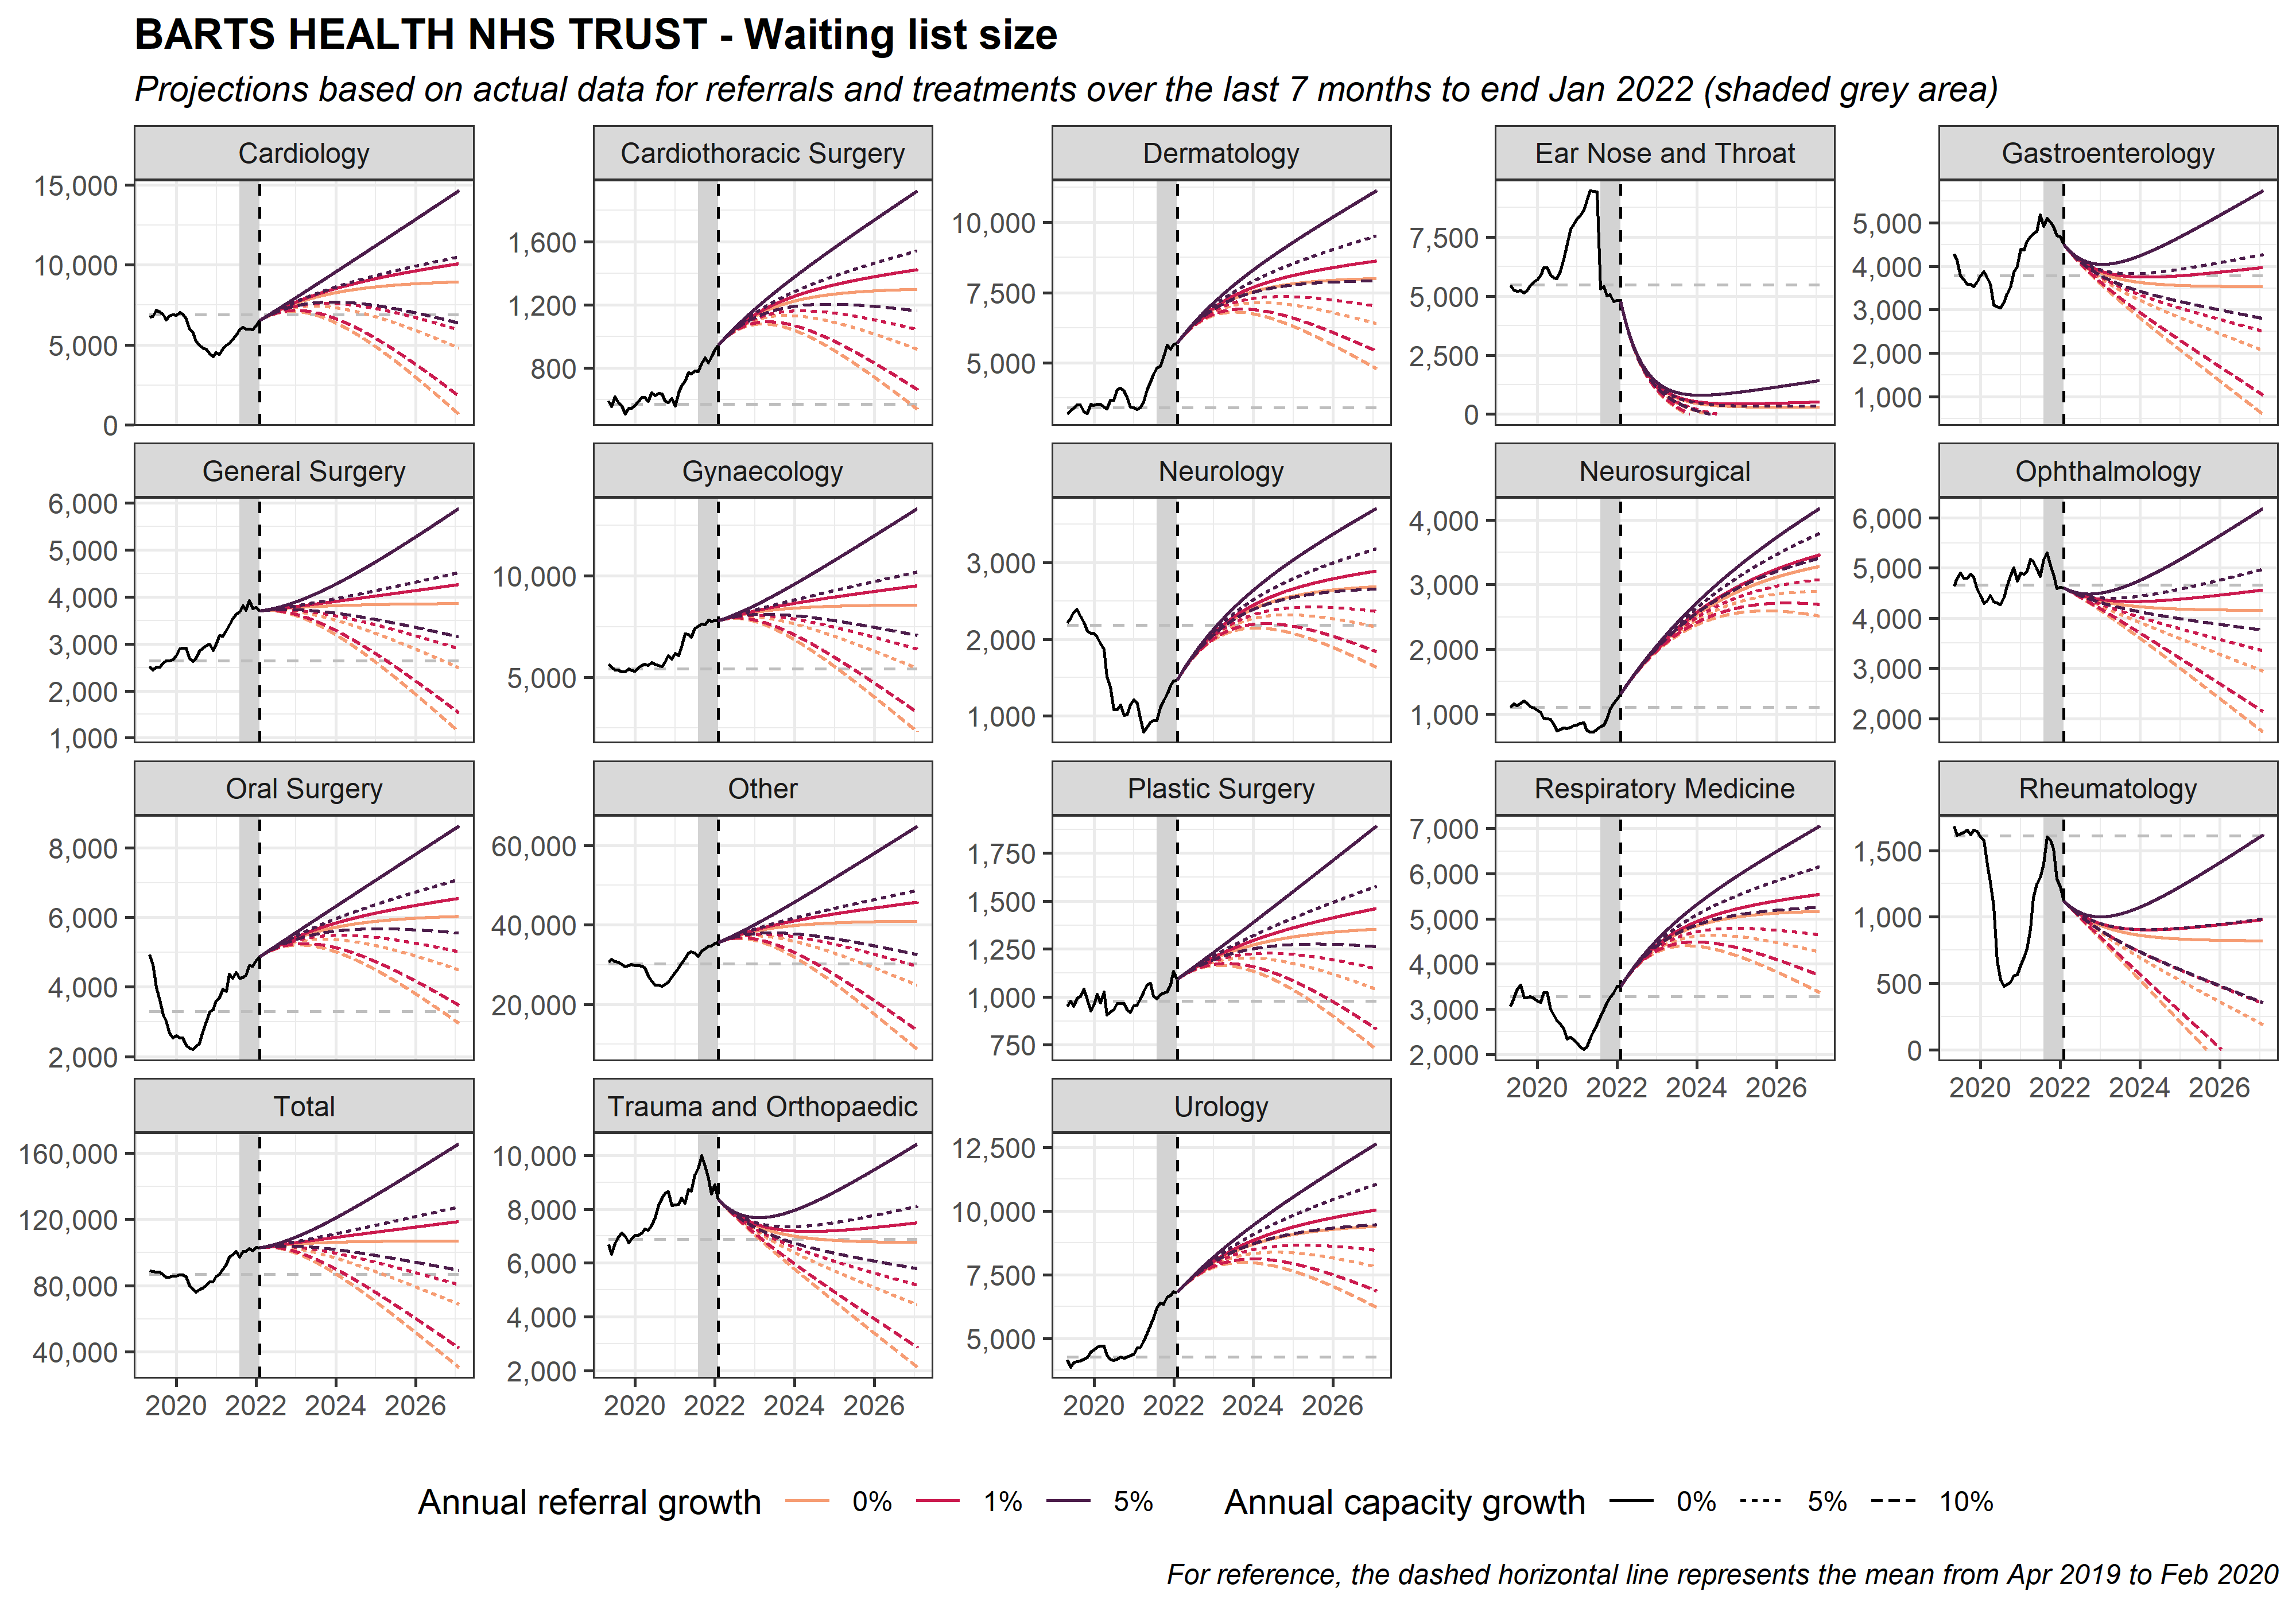 BARTS HEALTH NHS TRUST - Waiting list size
Projections based on actual data for referrals and treatments over the last 7 months to end Jan 2022 (shaded grey area)
Cardiology
15,000
10,000
5,000
0
Cardiothoracic Surgery
1,600
1,200
800
Dermatology
10,000
7,500
5,000
Ear Nose and Throat
7,500
5,000
2,500
0
Gastroenterology
5,000
4,000
3,000
2,000
1,000
General Surgery
6,000
5,000
4,000
3,000
2,000
1,000
Gynaecology
10,000
5,000
Neurology
3,000
2,000
1,000
Neurosurgical
4,000
3,000
2,000
1,000
Ophthalmology
6,000
5,000
4,000
3,000
2,000
Oral Surgery
8,000
6,000
4,000
2,000
Other
60,000
40,000
20,000
Plastic Surgery
1,750
1,500
1,250
1,000
750
Respiratory Medicine
7,000
6,000
5,000
4,000
3,000
2,000
2020 2022 2024 2026
Rheumatology
1,500
1,000
500
0
2020 2022 2024 2026
Total
160,000
120,000
80,000
40,000
2020 2022 2024 2026
Trauma and Orthopaedic
10,000
8,000
6,000
4,000
2,000
2020 2022 2024 2026
Urology
12,500
10,000
7,500
5,000
2020 2022 2024 2026
Annual referral growth 0% 1% 5% Annual capacity growth 0% 5% 10%
For reference, the dashed horizontal line represents the mean from Apr 2019 to Feb 2020